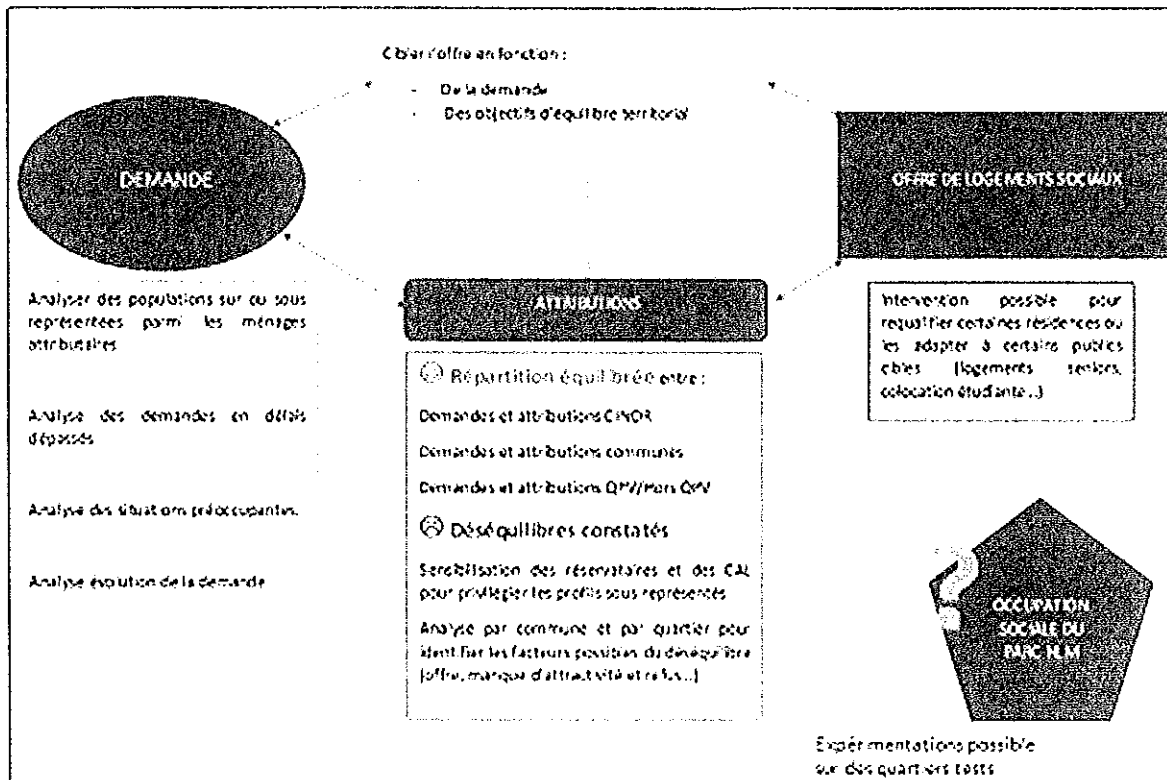 Cibler l'offre en fonction :
- De la demande
- Des objectifs d'équilibre territorial
DEMANDE
OFFRE DE LOGEMENTS SOCIAUX
Analyser des populations sur ou sous
représentées parmi les ménages
attributaires
Analyse des demandes en délais
dépassés
Analyse des situations préoccupantes.
Analyse évolution de la demande
ATTRIBUTIONS
Répartition équilibrée entre :
Demandes et attributions CINOR
Demandes et attributions communes
Demandes et attributions QPV/Hors QPV
Déséquilibres constatés
Sensibilisation des réservataires et des CAL
pour privilégier les profils sous représentés
Analyse par commune et par quartier pour
identifier les facteurs possibles du déséquilibre
(offre, manque d'attractivité et refus...)
Intervention possible pour
requalifier certaines résidences ou
les adapter à certains publics
cibles (logements seniors,
colocation étudiante...)
?
OCCUPATION
SOCIALE DU
PARC HLM
Expérimentations possible
sur des quartiers tests